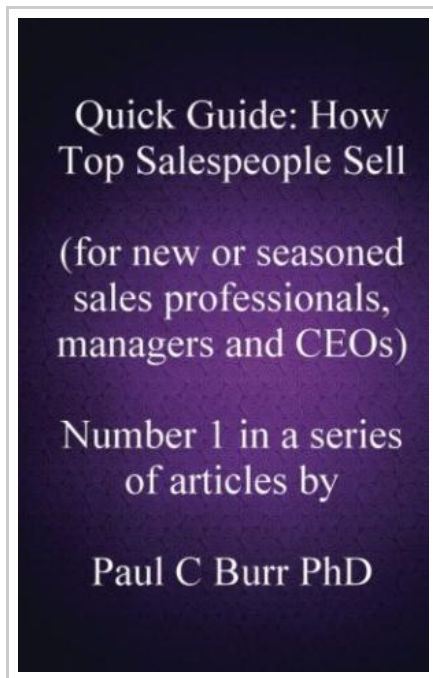 Quick Guide: How
Top Salespeople Sell
(for new or seasoned
sales professionals,
managers and CEOs)
Number 1 in a series
of articles by
Paul C Burr PhD